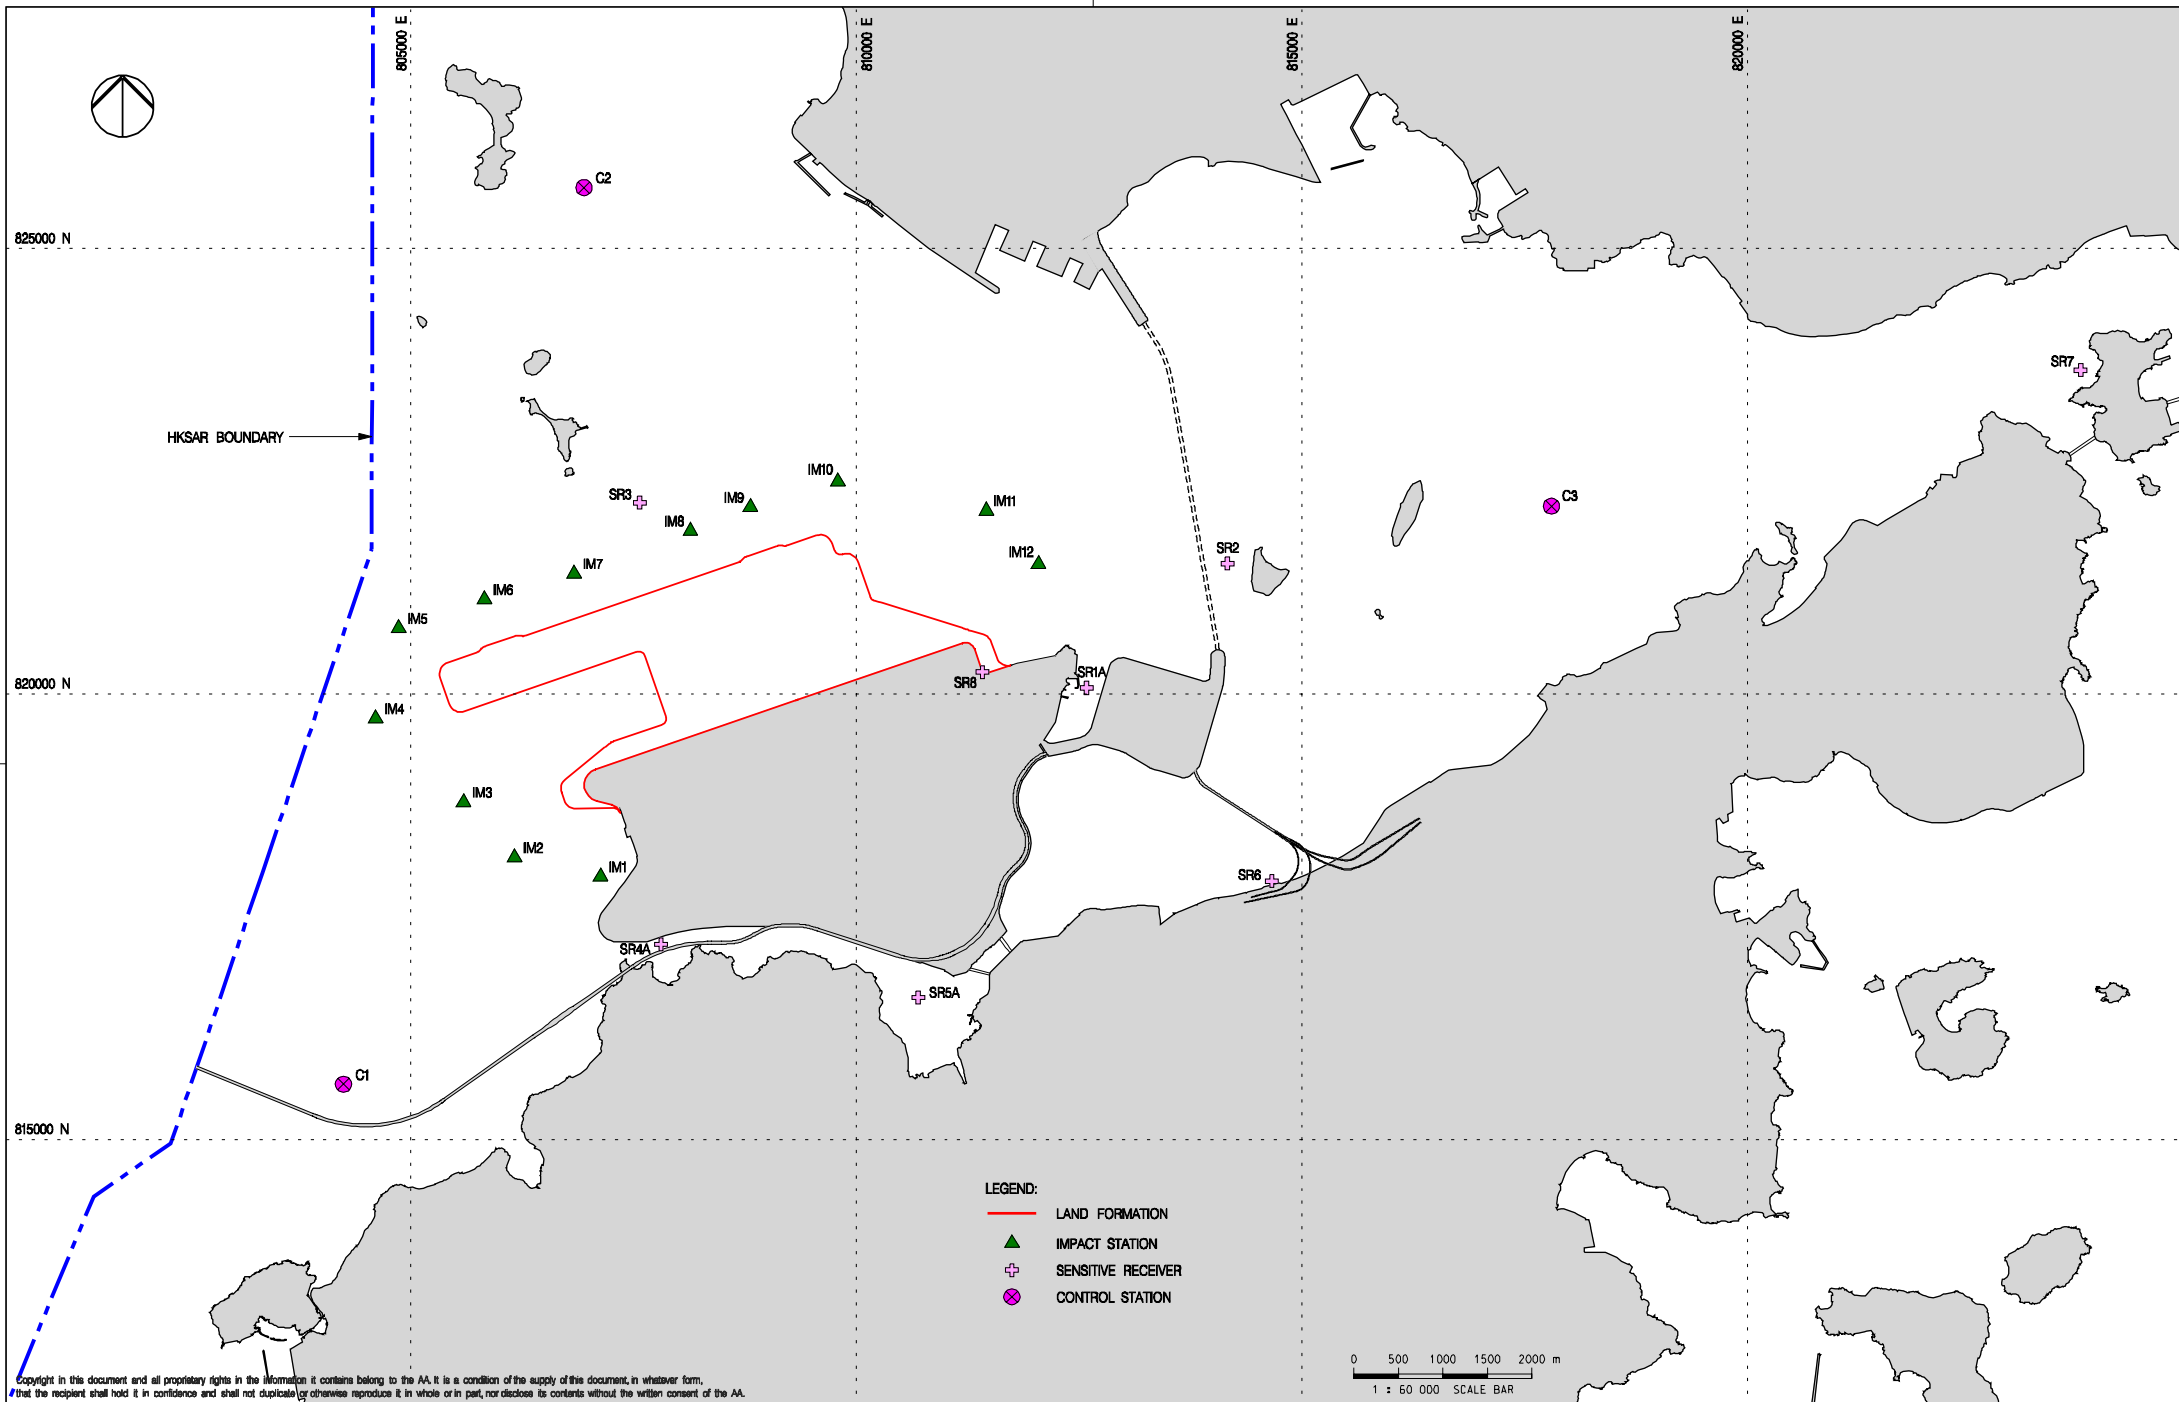 805000 E
810000 E
815000 E
820000 E
C2
825000 N
SR7
HKSAR BOUNDARY
IM10
SR3
IM9
C3
IM11
IM8
SR2
IM12
IM7
IM6
IM5
SR1A
SR8
820000 N
IM4
IM3
IM2
IM1
SR6
SR4A
SR5A
C1
815000 N
LEGEND:
LAND FORMATION
IMPACT STATION
SENSITIVE RECEIVER
CONTROL STATION
0 500 1000 1500 2000 m
1 : 60 000 SCALE BAR
Copyright in this document and all proprietary rights in the information it contains belong to the AA. It is a condition of the supply of this document, in whatever form,
that the recipient shall hold it in confidence and shall not duplicate or otherwise reproduce it in whole or in part, nor disclose its contents without the written consent of the AA.